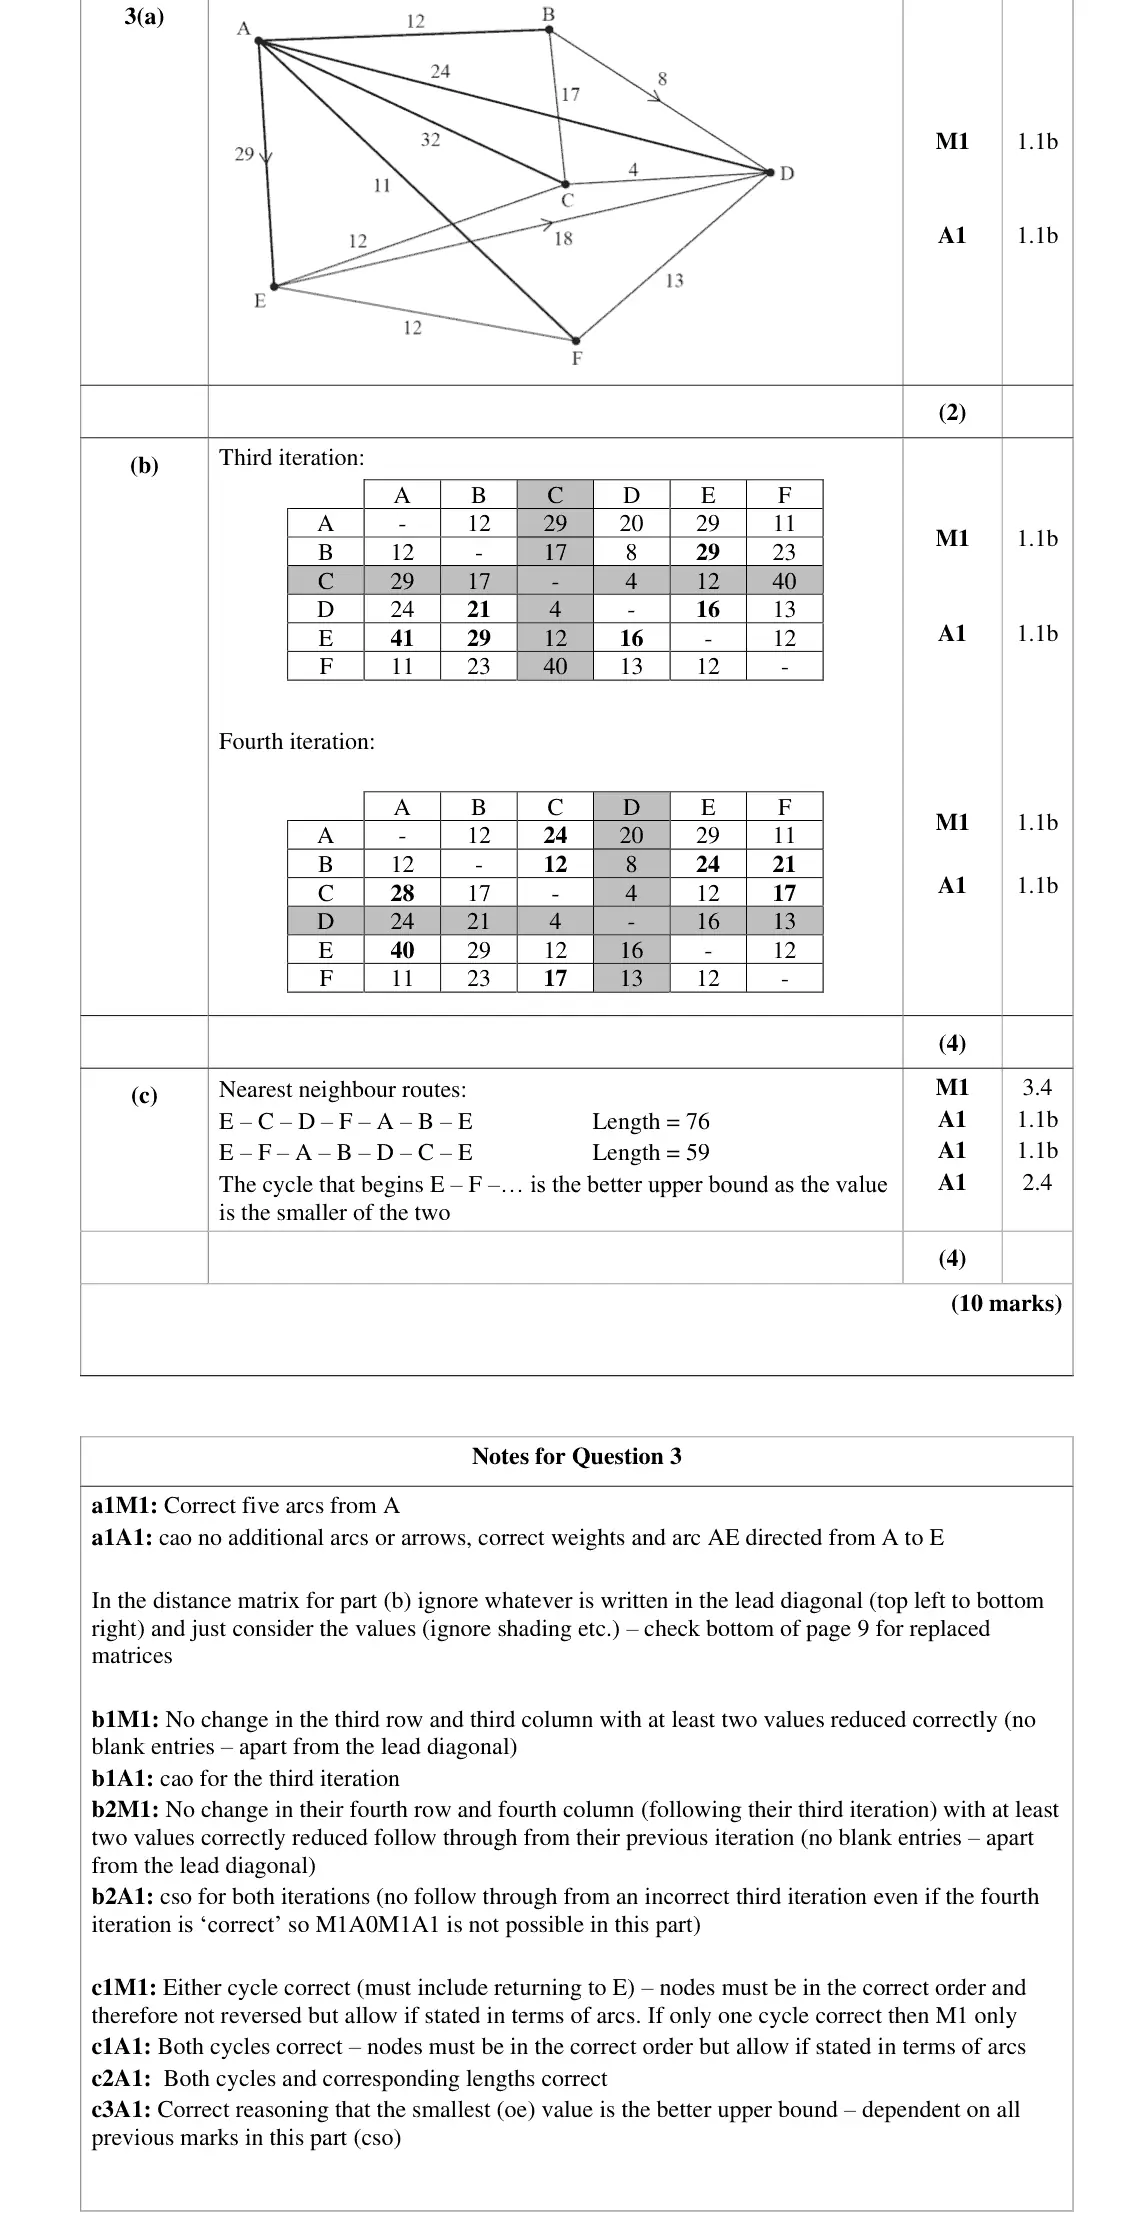 3(a)
A
12
B
24
17
8
29
32
11
4
C
D
M1 1.1b
12
18
A1 1.1b
E
13
12
F
(2)
(b)
Third iteration:
A B C D E F
A - 12 29 20 29 11
B 12 - 17 8 29 23
C 29 17 - 4 12 40
D 24 21 4 - 16 13
E 41 29 12 16 - 12
F 11 23 40 13 12 -
M1 1.1b
A1 1.1b
Fourth iteration:
A B C D E F
A - 12 24 20 29 11
B 12 - 12 8 24 21
C 28 17 - 4 12 17
D 24 21 4 - 16 13
E 40 29 12 16 - 12
F 11 23 17 13 12 -
M1 1.1b
A1 1.1b
(4)
(c)
Nearest neighbour routes: M1 3.4
E – C – D – F – A – B – E Length = 76 A1 1.1b
E – F – A – B – D – C – E Length = 59 A1 1.1b
The cycle that begins E – F –… is the better upper bound as the value A1 2.4
is the smaller of the two
(4)
(10 marks)
Notes for Question 3
a1M1: Correct five arcs from A
a1A1: cao no additional arcs or arrows, correct weights and arc AE directed from A to E
In the distance matrix for part (b) ignore whatever is written in the lead diagonal (top left to bottom
right) and just consider the values (ignore shading etc.) – check bottom of page 9 for replaced
matrices
b1M1: No change in the third row and third column with at least two values reduced correctly (no
blank entries – apart from the lead diagonal)
b1A1: cao for the third iteration
b2M1: No change in their fourth row and fourth column (following their third iteration) with at least
two values correctly reduced follow through from their previous iteration (no blank entries – apart
from the lead diagonal)
b2A1: cso for both iterations (no follow through from an incorrect third iteration even if the fourth
iteration is ‘correct’ so M1A0M1A1 is not possible in this part)
c1M1: Either cycle correct (must include returning to E) – nodes must be in the correct order and
therefore not reversed but allow if stated in terms of arcs. If only one cycle correct then M1 only
c1A1: Both cycles correct – nodes must be in the correct order but allow if stated in terms of arcs
c2A1: Both cycles and corresponding lengths correct
c3A1: Correct reasoning that the smallest (oe) value is the better upper bound – dependent on all
previous marks in this part (cso)